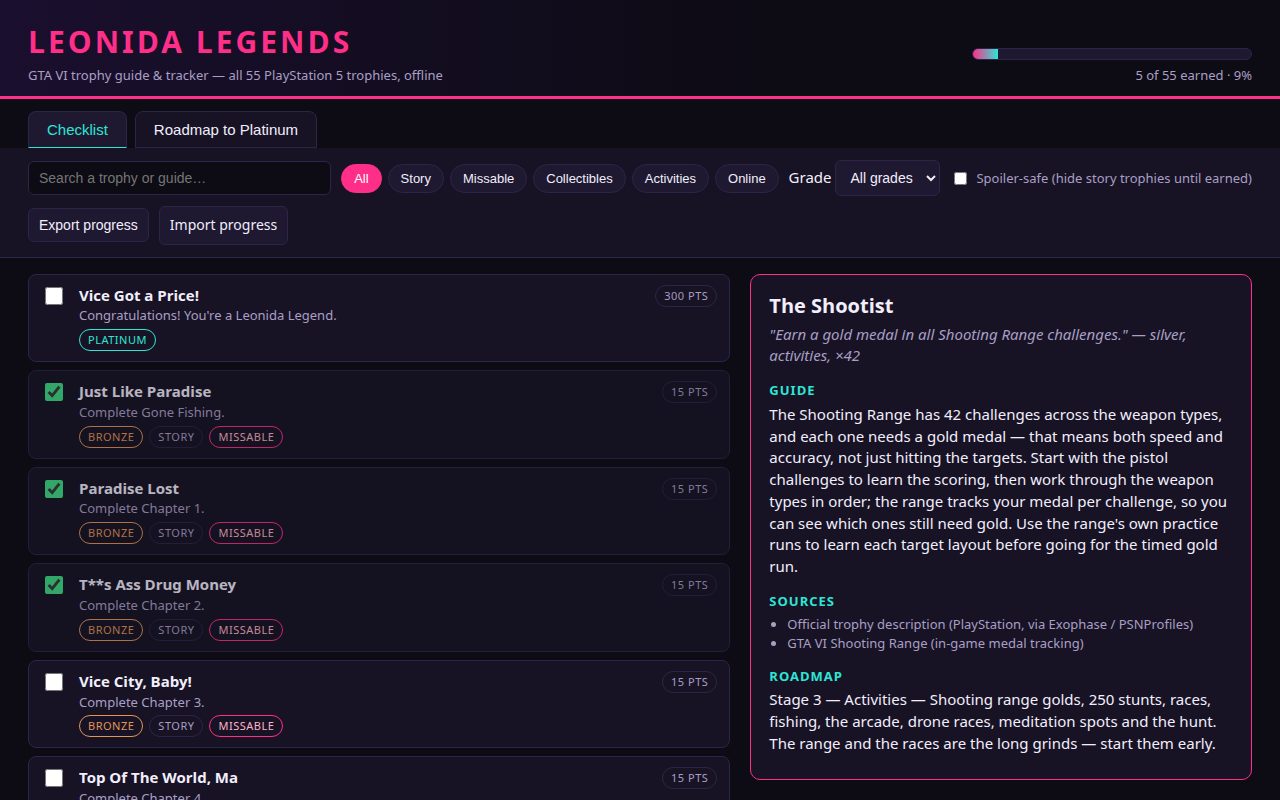 LEONIDA LEGENDS
GTA VI trophy guide & tracker — all 55 PlayStation 5 trophies, offline
5 of 55 earned · 9%
Checklist
Roadmap to Platinum
Search a trophy or guide…
All
Story
Missable
Collectibles
Activities
Online
Grade
All grades
Spoiler-safe (hide story trophies until earned)
Export progress
Import progress
Vice Got a Price!
300 PTS
Congratulations! You're a Leonida Legend.
PLATINUM
Just Like Paradise
15 PTS
Complete Gone Fishing.
BRONZE
STORY
MISSABLE
Paradise Lost
15 PTS
Complete Chapter 1.
BRONZE
STORY
MISSABLE
T**s Ass Drug Money
15 PTS
Complete Chapter 2.
BRONZE
STORY
MISSABLE
Vice City, Baby!
15 PTS
Complete Chapter 3.
BRONZE
STORY
MISSABLE
Top Of The World, Ma
15 PTS
Complete Chapter 4.
The Shootist
"Earn a gold medal in all Shooting Range challenges." — silver,
activities, ×42
GUIDE
The Shooting Range has 42 challenges across the weapon types,
and each one needs a gold medal — that means both speed and
accuracy, not just hitting the targets. Start with the pistol
challenges to learn the scoring, then work through the weapon
types in order; the range tracks your medal per challenge, so you
can see which ones still need gold. Use the range's own practice
runs to learn each target layout before going for the timed gold
run.
SOURCES
Official trophy description (PlayStation, via Exophase / PSNProfiles)
GTA VI Shooting Range (in-game medal tracking)
ROADMAP
Stage 3 — Activities — Shooting range golds, 250 stunts, races,
fishing, the arcade, drone races, meditation spots and the hunt.
The range and the races are the long grinds — start them early.